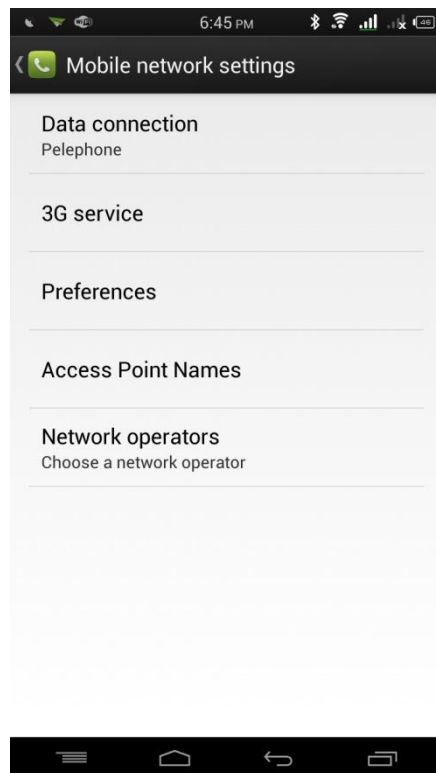 6:45 PM
46
Mobile network settings
Data connection
Pelephone
3G service
Preferences
Access Point Names
Network operators
Choose a network operator